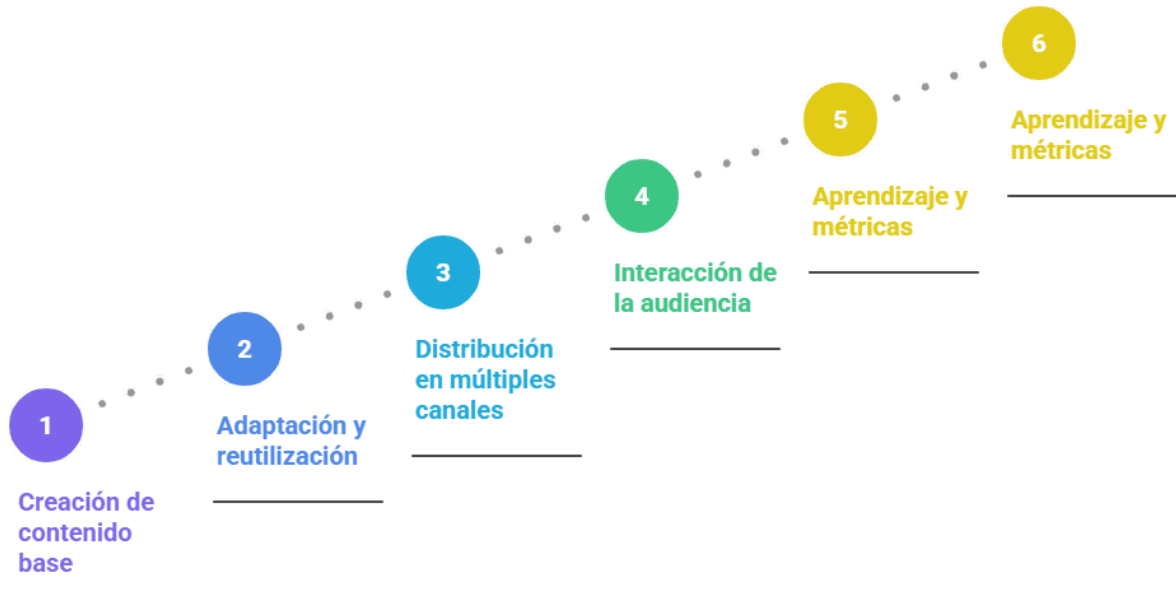 1
Creación de
contenido
base
2
Adaptación y
reutilización
3
Distribución
en múltiples
canales
4
Interacción de
la audiencia
5
Aprendizaje y
métricas
6
Aprendizaje y
métricas